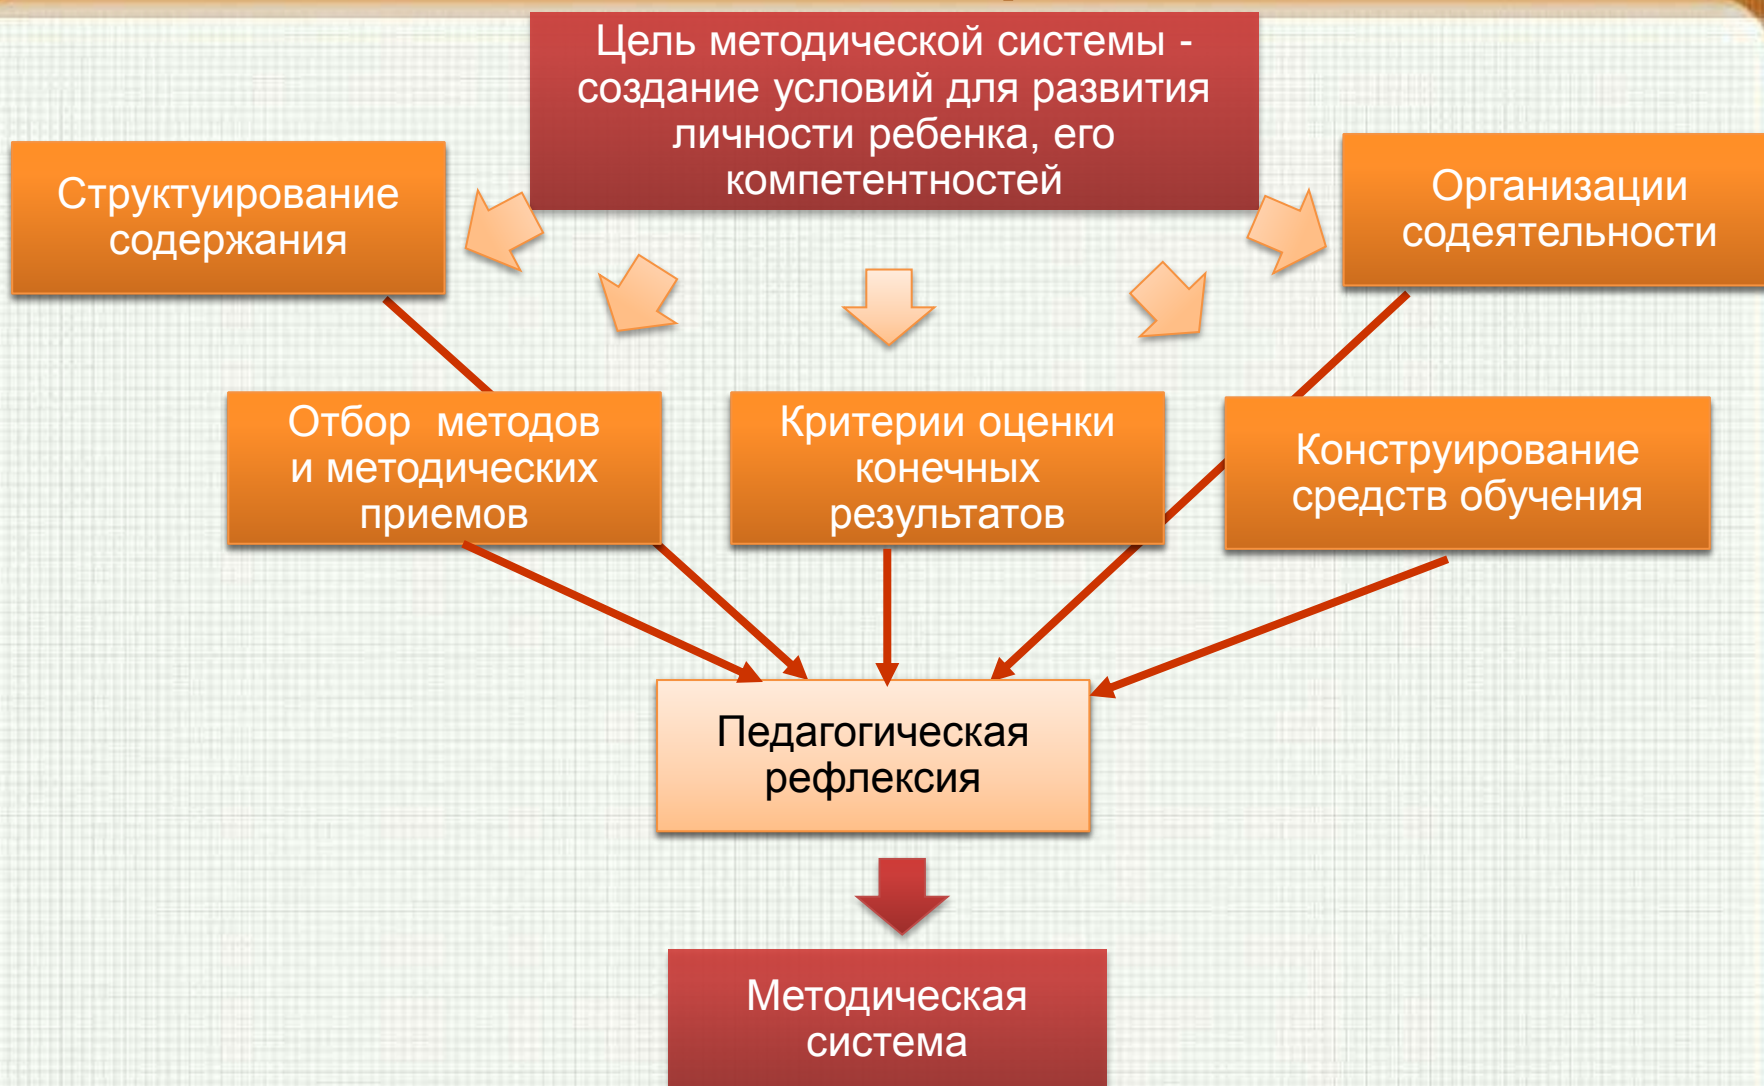 Цель методической системы -
создание условий для развития
личности ребенка, его
компетентностей
Структуирование
содержания
Организации
содеятельности
Отбор методов
и методических
приемов
Критерии оценки
конечных
результатов
Конструирование
средств обучения
Педагогическая
рефлексия
Методическая
система